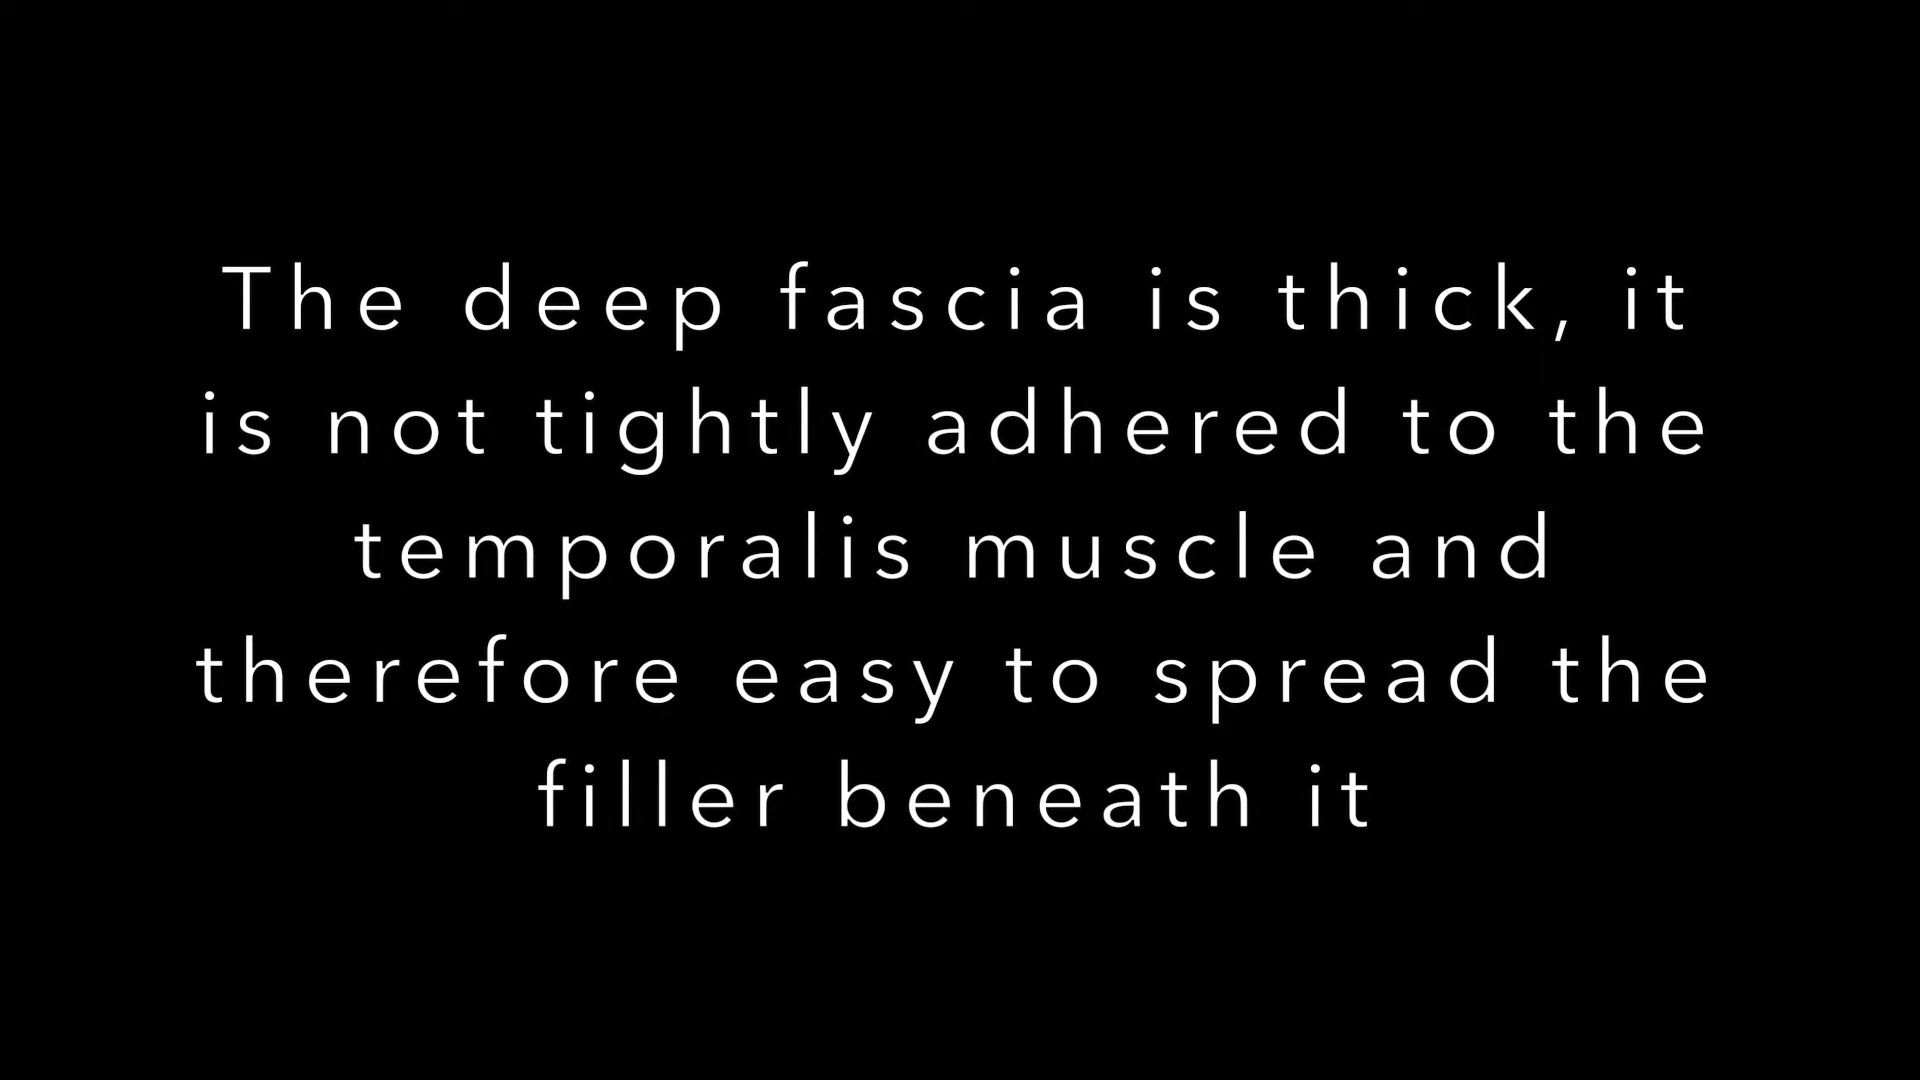 The deep fascia is thick, it
is not tightly adhered to the
temporalis muscle and
therefore easy to spread the
filler beneath it